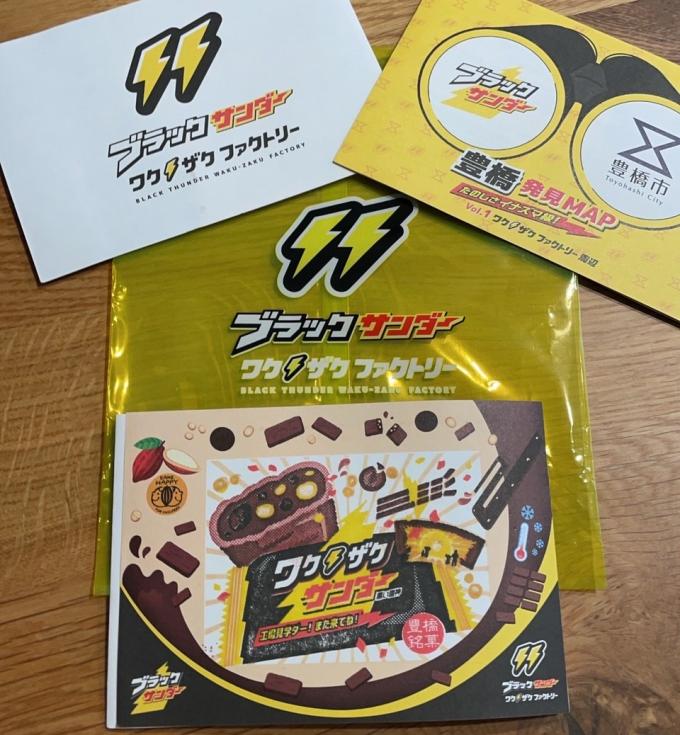 ブラックサンダー
ワクザク ファクトリー
BLACK THUNDER WAKU-ZAKU FACTORY
ブラック
サンダー
豊橋市
Toyohashi City
豊橋 発見MAP
たのしさイナズマ級!
Vol.1 ワクザク ファクトリー 周辺
ブラックサンダー
ワクザク ファクトリー
BLACK THUNDER WAKU-ZAKU FACTORY
ワクザク
サンダー
工場見学ター!また来てね!
豊橋
銘菓
ブラック
サンダー
ブラックサンダー
ワクザク ファクトリー